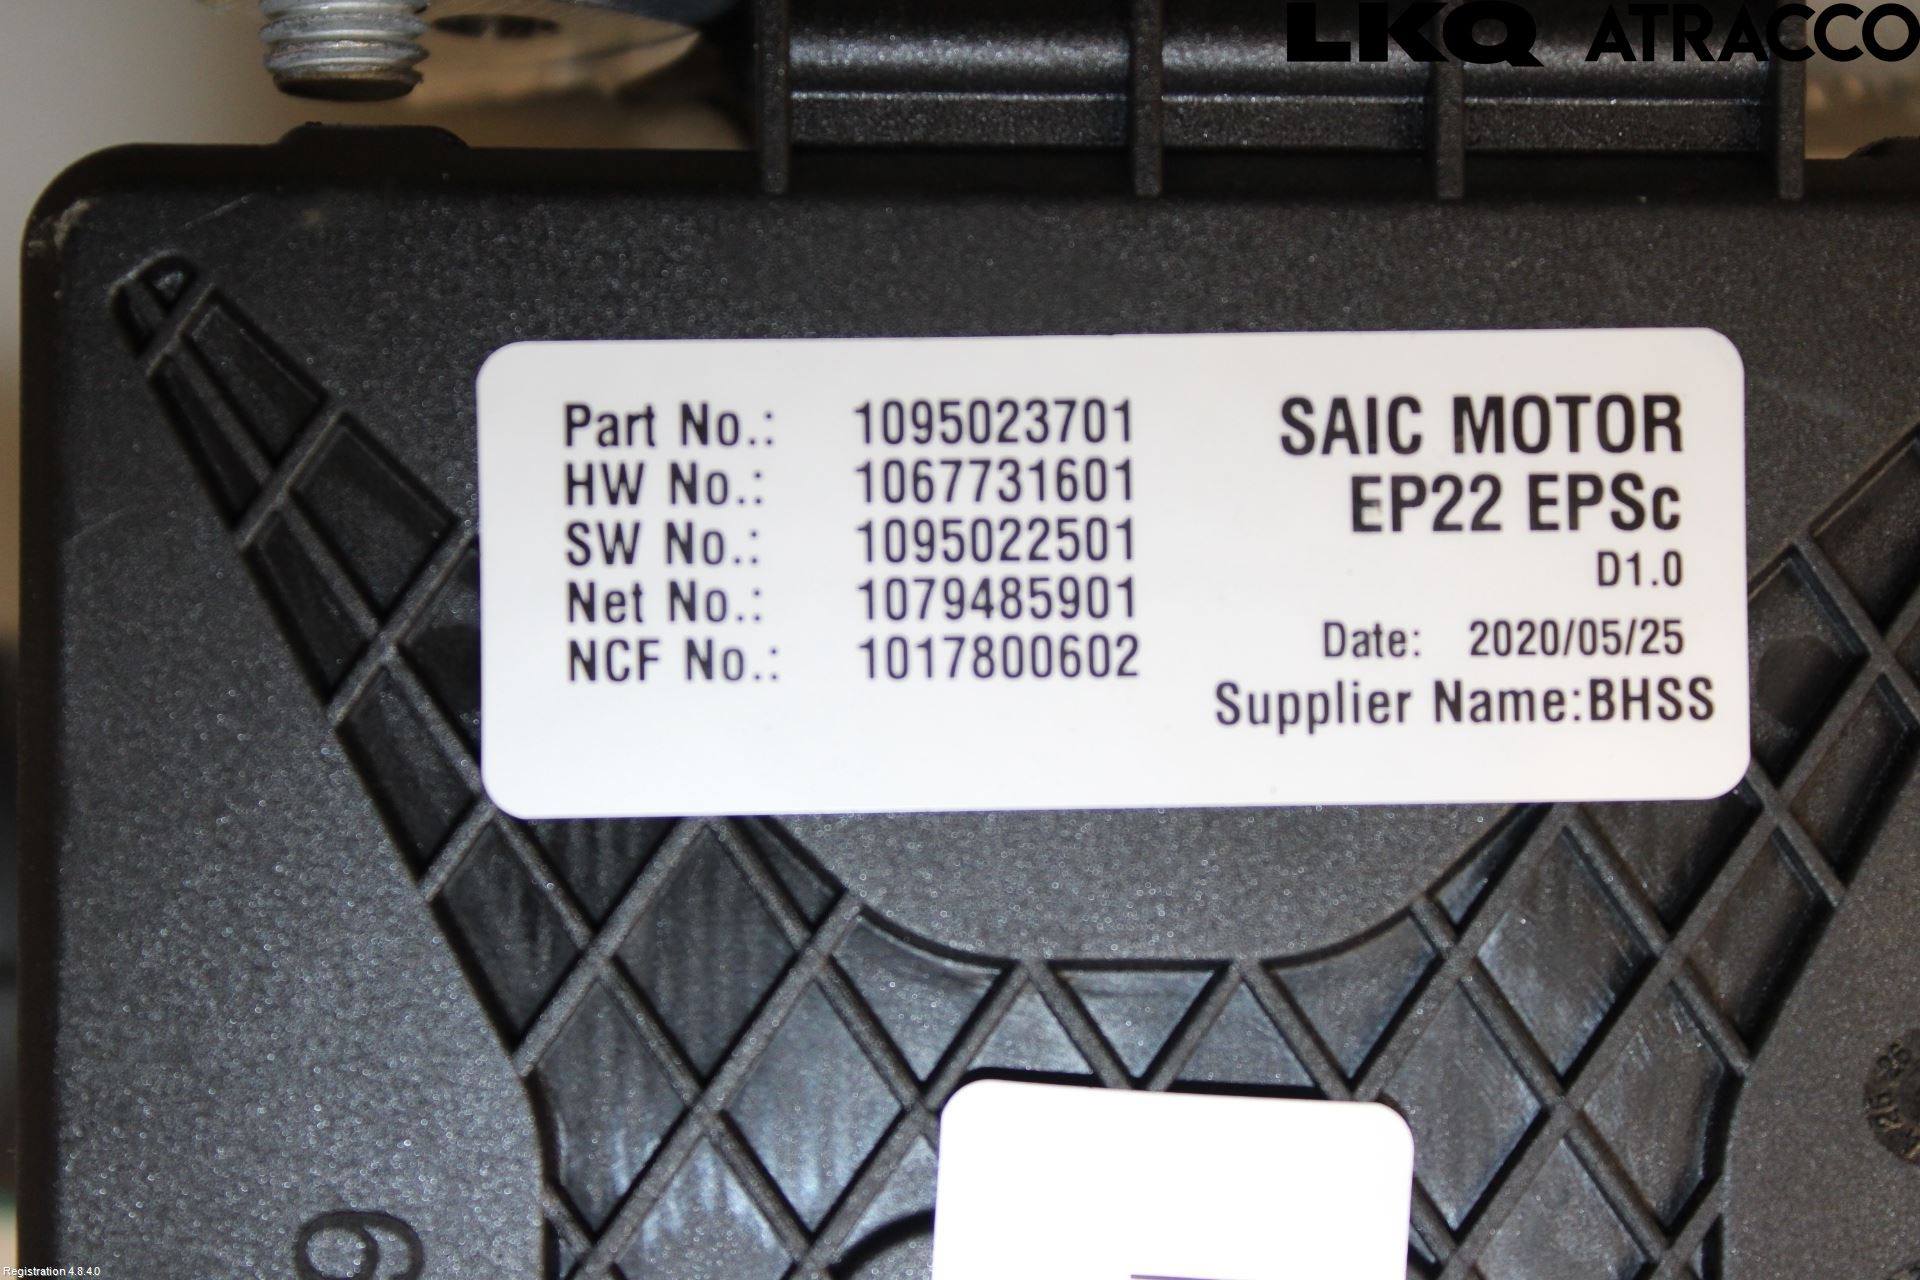 LKQ ATRACCO
Part No.: 1095023701
HW No.: 1067731601
SW No.: 1095022501
Net No.: 1079485901
NCF No.: 1017800602
SAIC MOTOR
EP22 EPSc
D1.0
Date: 2020/05/25
Supplier Name:BHSS
6
Registration 4.8.4.0